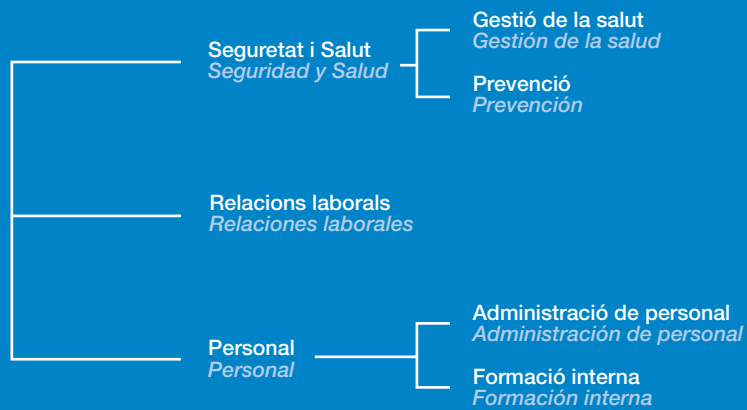 Seguretat i Salut
Seguridad y Salud
Gestió de la salut
Gestión de la salud
Prevenció
Prevención
Relacions laborals
Relaciones laborales
Personal
Personal
Administració de personal
Administración de personal
Formació interna
Formación interna